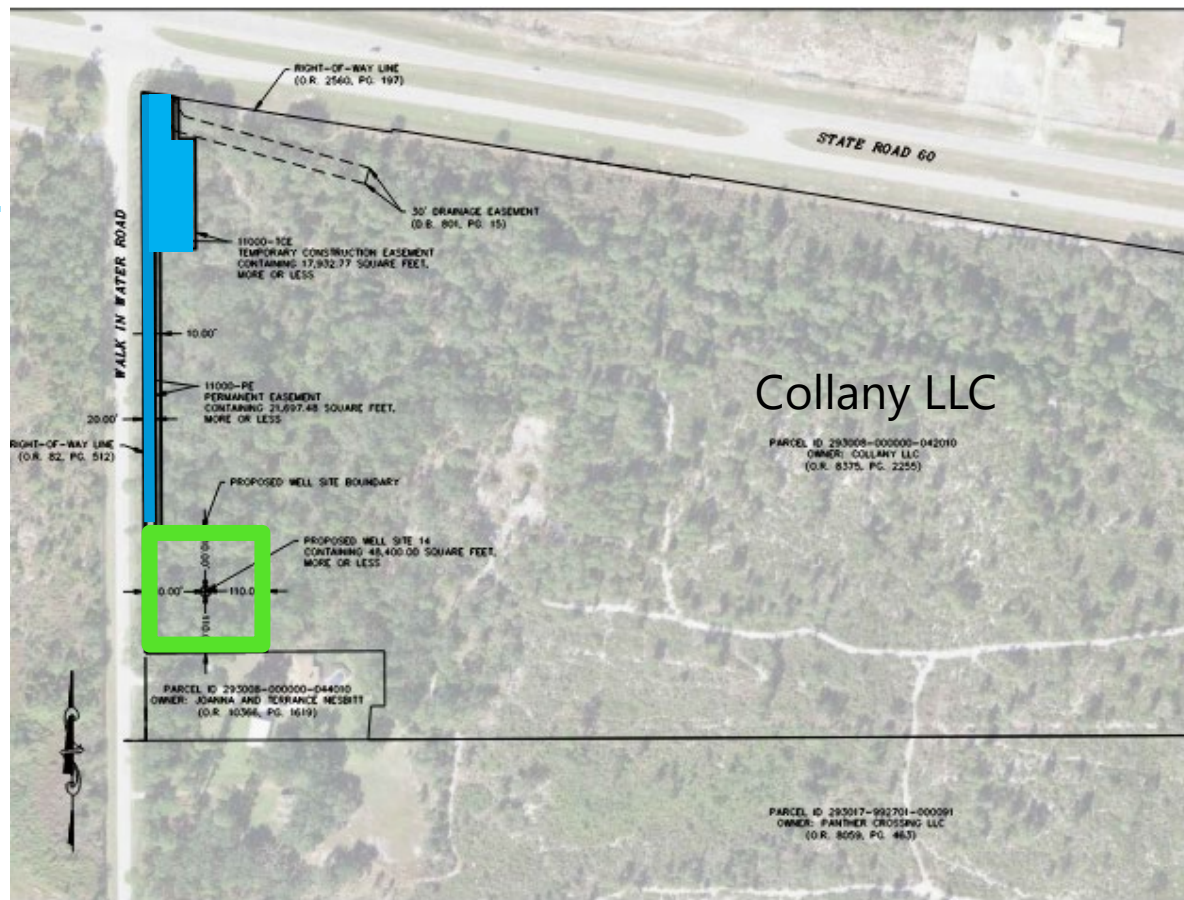 RIGHT-OF-WAY LINE
(O.R. 2560, PG. 197)
STATE ROAD 60
30' DRAINAGE EASEMENT
(D.B. 801, PG. 15)
WALK IN WATER ROAD
11000-TCE
TEMPORARY CONSTRUCTION EASEMENT
CONTAINING 17,932.77 SQUARE FEET,
MORE OR LESS
10.00'
11000-PE
PERMANENT EASEMENT
CONTAINING 21,697.48 SQUARE FEET,
MORE OR LESS
20.00'
RIGHT-OF-WAY LINE
(O.R. 82, PG. 512)
Collany LLC
PARCEL ID 293008-000000-042010
OWNER: COLLANY LLC
(O.R. 8375, PG. 2255)
PROPOSED WELL SITE BOUNDARY
PROPOSED WELL SITE 14
CONTAINING 48,400.00 SQUARE FEET,
MORE OR LESS
0.00'
110.0
PARCEL ID 293008-000000-044010
OWNER: JOANNA AND TERRANCE NESBITT
(O.R. 10366, PG. 1619)
PARCEL ID 293017-992701-000091
OWNER: PANTHER CROSSING LLC
(O.R. 8059, PG. 463)